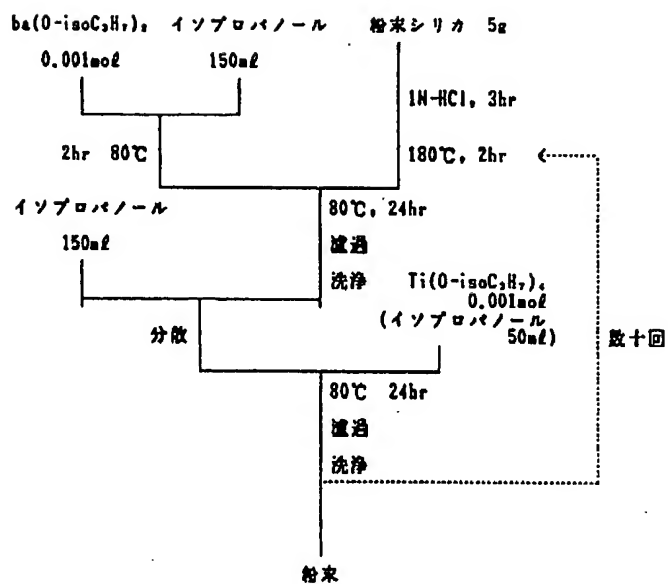 ba(O-isoC₃H₇)₂ イソプロパノール 粉末シリカ 5g
0.001mol 150ml
1N-HCl, 3hr
2hr 80℃ 180℃, 2hr
イソプロパノール 80℃, 24hr
150ml 濾過
洗浄 Ti(O-isoC₃H₇)₄
0.001mol
(イソプロパノール
分散 50ml) 数十回
80℃ 24hr
濾過
洗浄
粉末